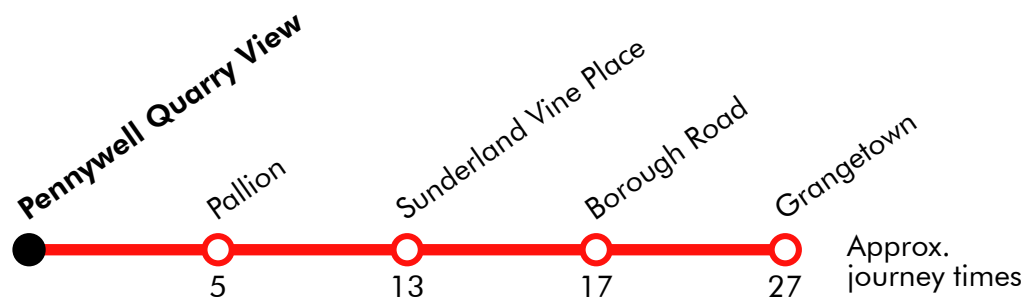 Pennywell Quarry View
Pallion
Sunderland Vine Place
Borough Road
Grangetown
5
13
17
27
Approx.
journey times